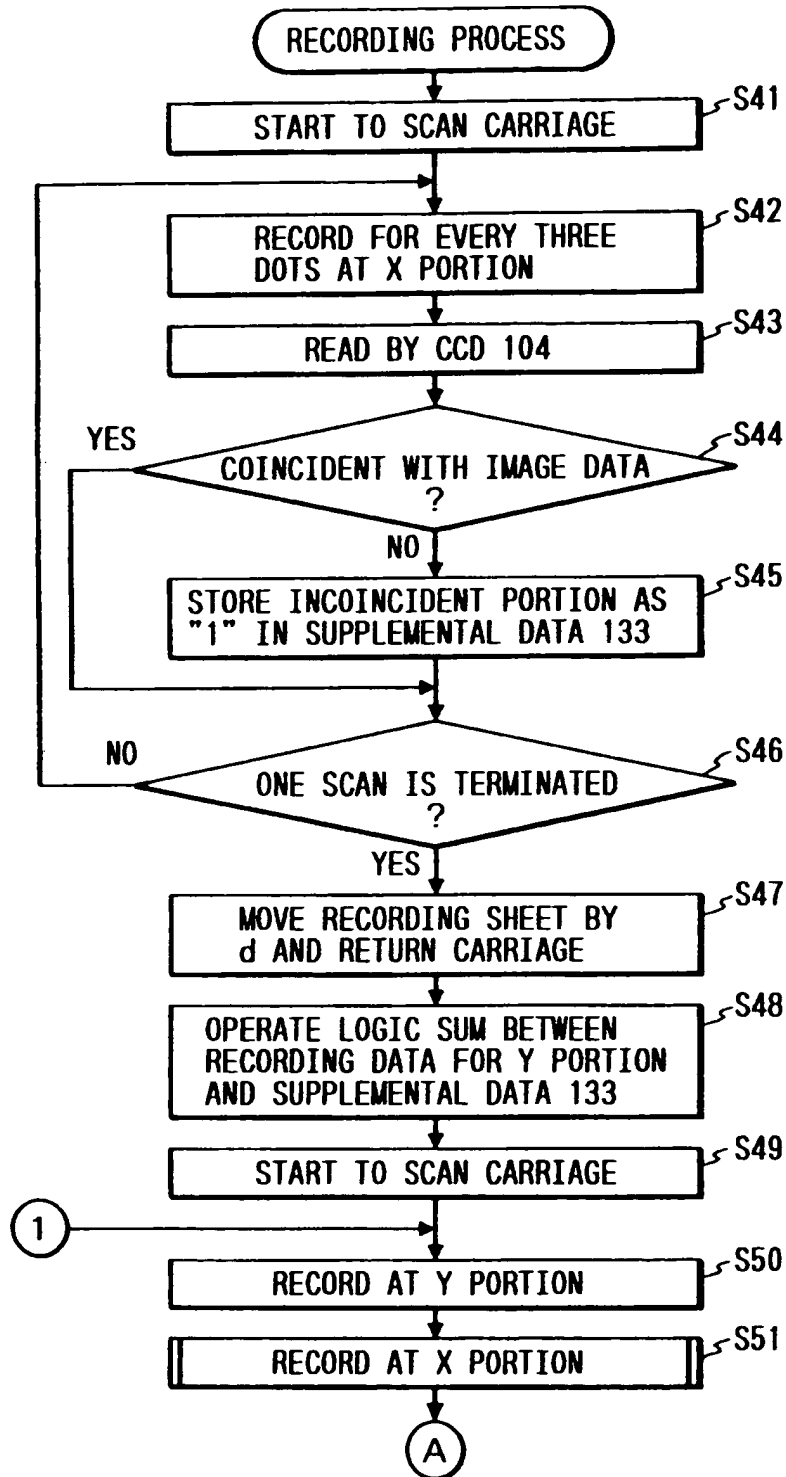 RECORDING PROCESS
S41
START TO SCAN CARRIAGE
S42
RECORD FOR EVERY THREE
DOTS AT X PORTION
S43
READ BY CCD 104
YES
S44
COINCIDENT WITH IMAGE DATA
?
NO
S45
STORE INCOINCIDENT PORTION AS
"1" IN SUPPLEMENTAL DATA 133
NO
S46
ONE SCAN IS TERMINATED
?
YES
S47
MOVE RECORDING SHEET BY
d AND RETURN CARRIAGE
S48
OPERATE LOGIC SUM BETWEEN
RECORDING DATA FOR Y PORTION
AND SUPPLEMENTAL DATA 133
S49
START TO SCAN CARRIAGE
1
S50
RECORD AT Y PORTION
S51
RECORD AT X PORTION
A